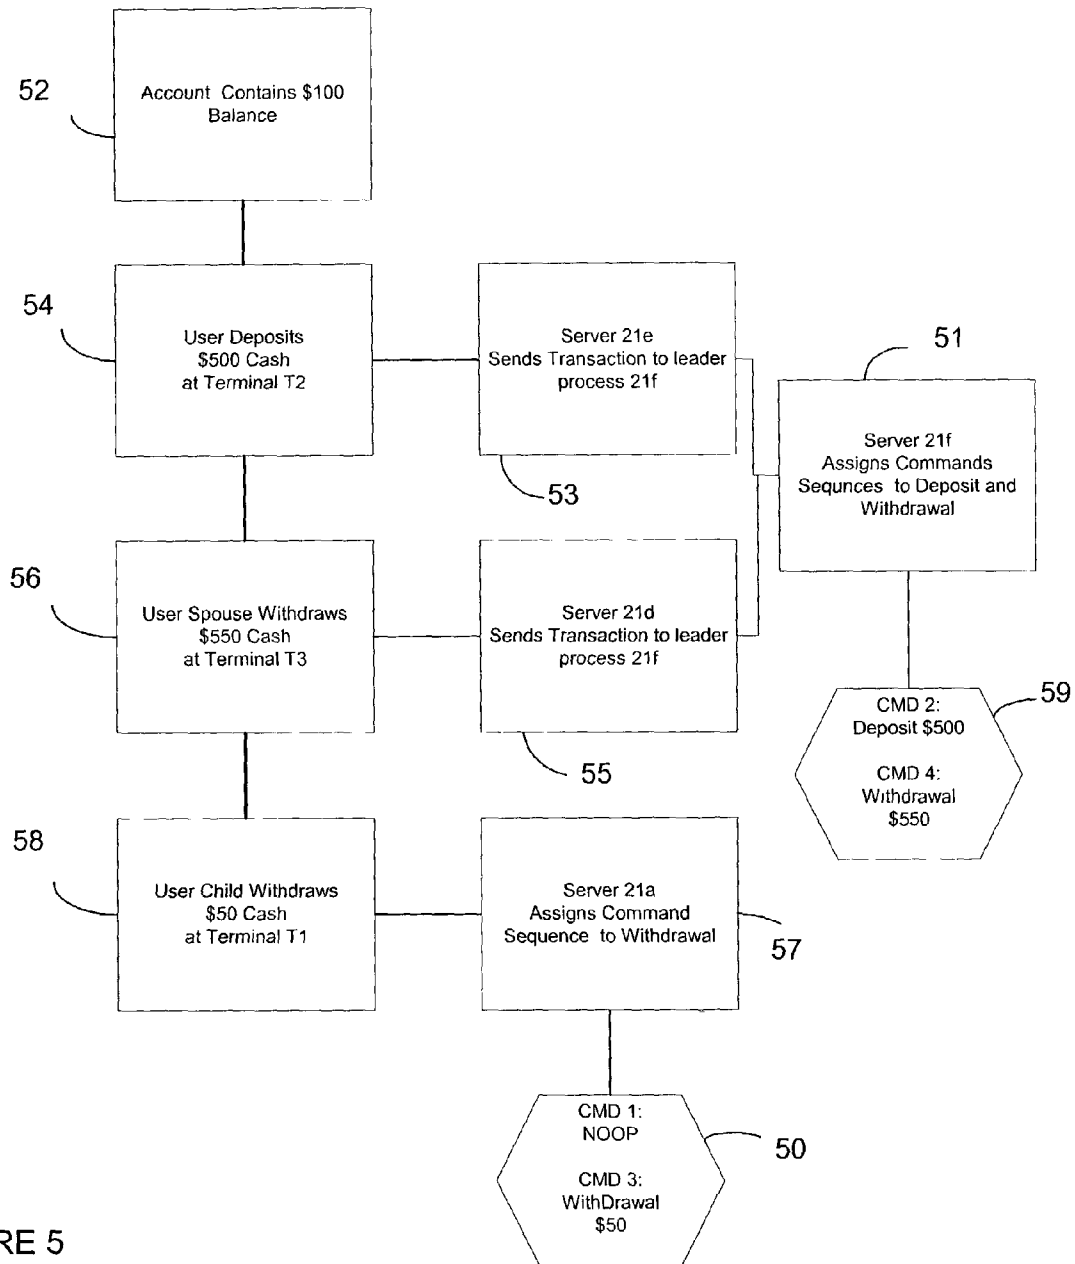 52
Account Contains $100
Balance
54
User Deposits
$500 Cash
at Terminal T2
Server 21e
Sends Transaction to leader
process 21f
53
51
Server 21f
Assigns Commands
Sequnces to Deposit and
Withdrawal
56
User Spouse Withdraws
$550 Cash
at Terminal T3
Server 21d
Sends Transaction to leader
process 21f
55
59
CMD 2:
Deposit $500
CMD 4:
Withdrawal
$550
58
User Child Withdraws
$50 Cash
at Terminal T1
Server 21a
Assigns Command
Sequence to Withdrawal
57
CMD 1:
NOOP
CMD 3:
WithDrawal
$50
50
RE 5